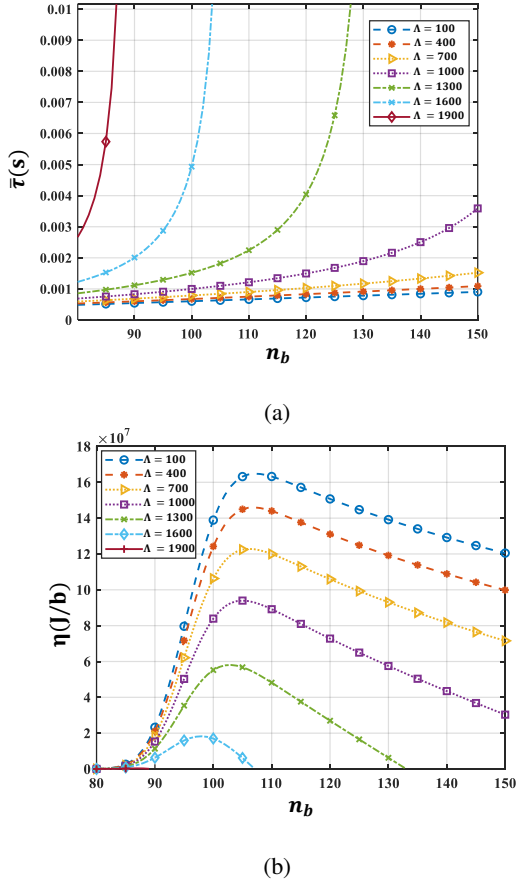 0.01
0.009
0.008
0.007
0.006
0.005
0.004
0.003
0.002
0.001
0
τ̄(s)
Λ = 100
Λ = 400
Λ = 700
Λ = 1000
Λ = 1300
Λ = 1600
Λ = 1900
90 100 110 120 130 140 150
n_b
(a)
×10⁷
18
16
14
12
10
8
6
4
2
0
η(J/b)
Λ = 100
Λ = 400
Λ = 700
Λ = 1000
Λ = 1300
Λ = 1600
Λ = 1900
80 90 100 110 120 130 140 150
n_b
(b)